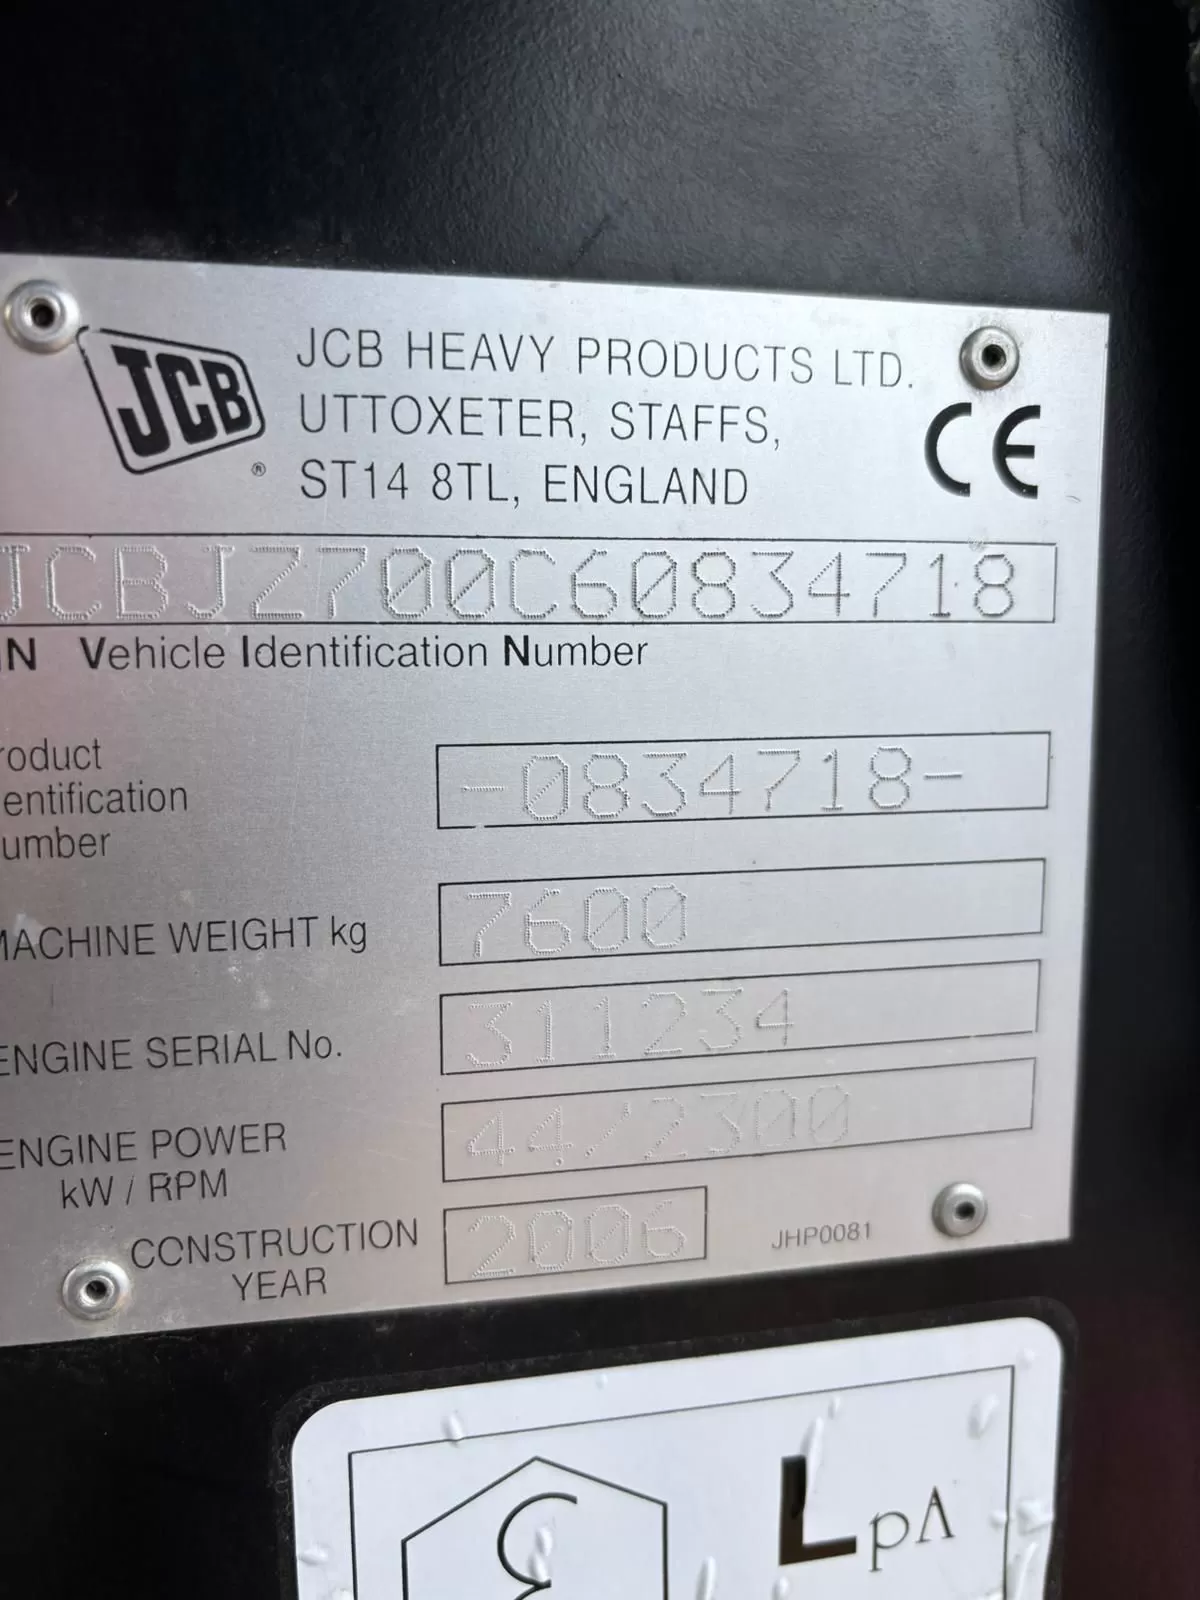 JCB
®
JCB HEAVY PRODUCTS LTD.
UTTOXETER, STAFFS,
ST14 8TL, ENGLAND
CE
JCBJZ700C60834718
IN Vehicle Identification Number
roduct
entification
umber
-0834718-
MACHINE WEIGHT kg
7600
ENGINE SERIAL No.
311234
ENGINE POWER
kW / RPM
44/2300
CONSTRUCTION
YEAR
2006
JHP0081
LpA